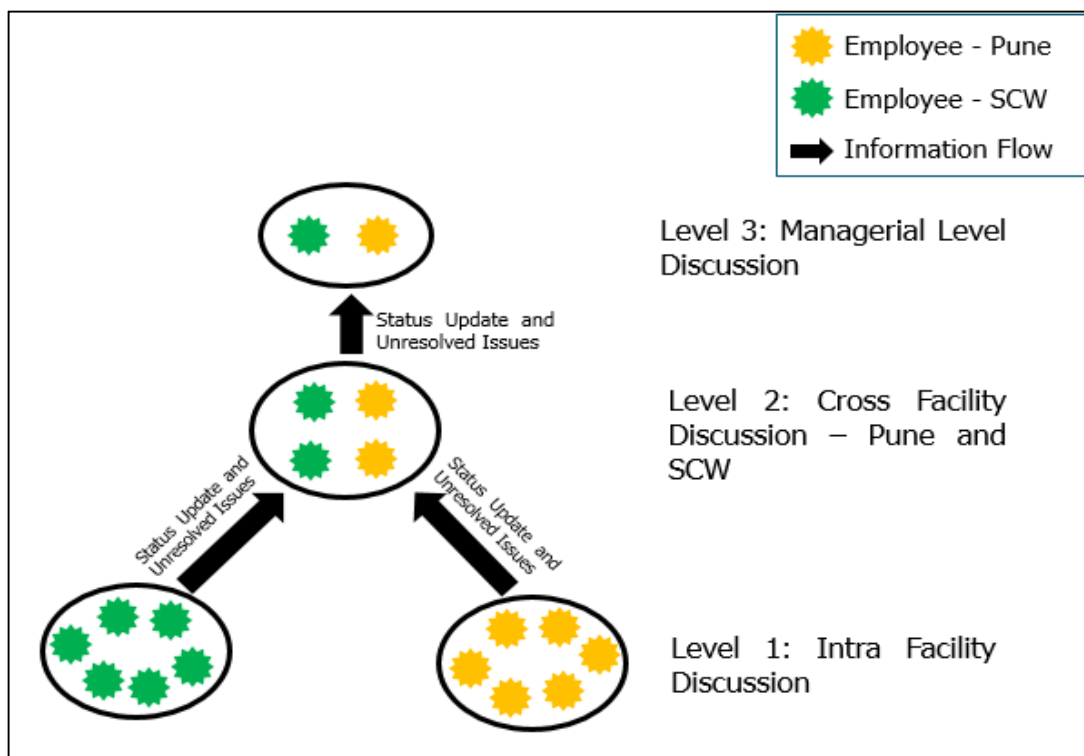 Employee - Pune
Employee - SCW
Information Flow
Level 3: Managerial Level
Discussion
Status Update and
Unresolved Issues
Level 2: Cross Facility
Discussion – Pune and
SCW
Status Update and
Unresolved Issues
Status Update and
Unresolved Issues
Level 1: Intra Facility
Discussion